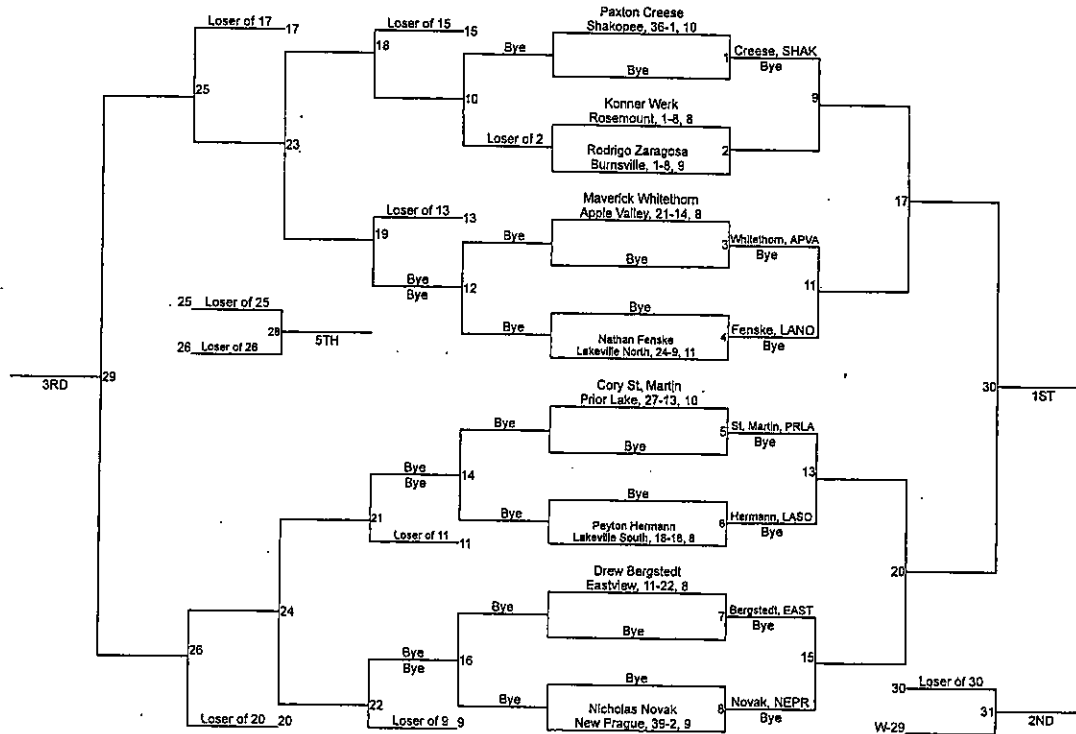 Loser of 17
17
25
18
Loser of 15
15
Bye
10
Loser of 2
23
Paxton Creese
Shakopee, 36-1, 10
Bye
1
Creese, SHAK
Bye
Konner Werk
Rosemount, 1-8, 8
Rodrigo Zaragosa
Burnsville, 1-8, 9
2
9
17
Loser of 13
13
19
Bye
Bye
Bye
12
Bye
Maverick Whitethorn
Apple Valley, 21-14, 8
Bye
3
Whitethorn, APVA
Bye
11
Bye
Nathan Fenske
Lakeville North, 24-9, 11
4
Fenske, LANO
Bye
25
Loser of 25
28
5TH
26
Loser of 26
3RD
29
30
1ST
Cory St. Martin
Prior Lake, 27-13, 10
Bye
5
St. Martin, PRLA
Bye
13
Bye
Bye
Bye
14
Bye
21
Loser of 11
11
Bye
Peyton Hermann
Lakeville South, 18-18, 8
6
Hermann, LASO
Bye
20
24
Drew Bergstedt
Eastview, 11-22, 8
Bye
7
Bergstedt, EAST
Bye
15
26
Bye
Bye
Bye
16
Bye
22
Loser of 20
20
Loser of 9
9
Bye
Nicholas Novak
New Prague, 39-2, 9
8
Novak, NEPR
Bye
30
Loser of 30
31
2ND
W-29